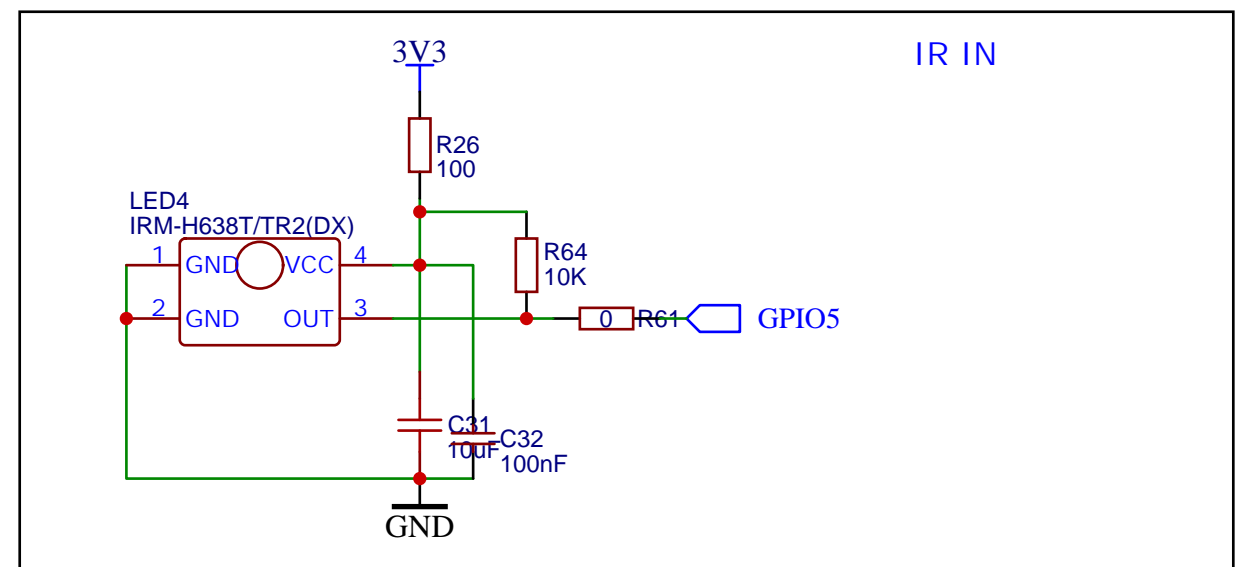 3V3
IR IN
R26
100
LED4
IRM-H638T/TR2(DX)
1 GND VCC 4
R64
10K
2 GND OUT 3
0 R61 GPIO5
C31
10uF
C32
100nF
GND